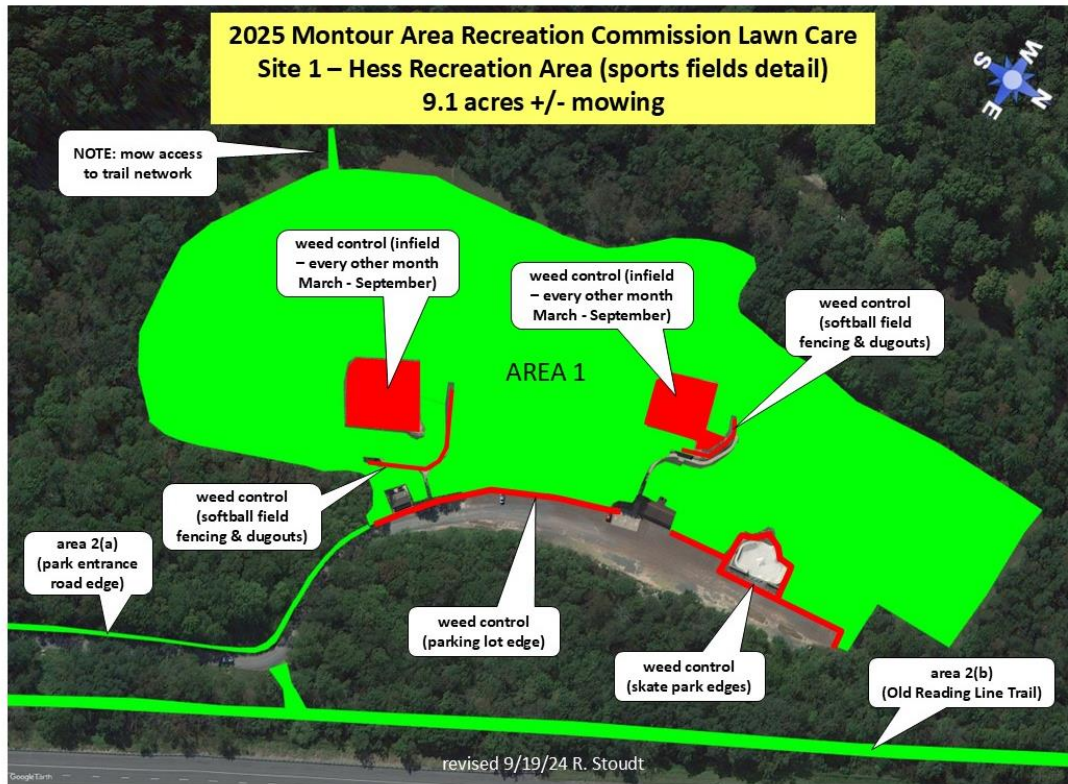 2025 Montour Area Recreation Commission Lawn Care
Site 1 – Hess Recreation Area (sports fields detail)
9.1 acres +/- mowing
S
W
E
N
NOTE: mow access
to trail network
weed control (infield
– every other month
March - September)
weed control (infield
– every other month
March - September)
weed control
(softball field
fencing & dugouts)
AREA 1
weed control
(softball field
fencing & dugouts)
area 2(a)
(park entrance
road edge)
weed control
(parking lot edge)
weed control
(skate park edges)
area 2(b)
(Old Reading Line Trail)
revised 9/19/24 R. Stoudt
Google Earth